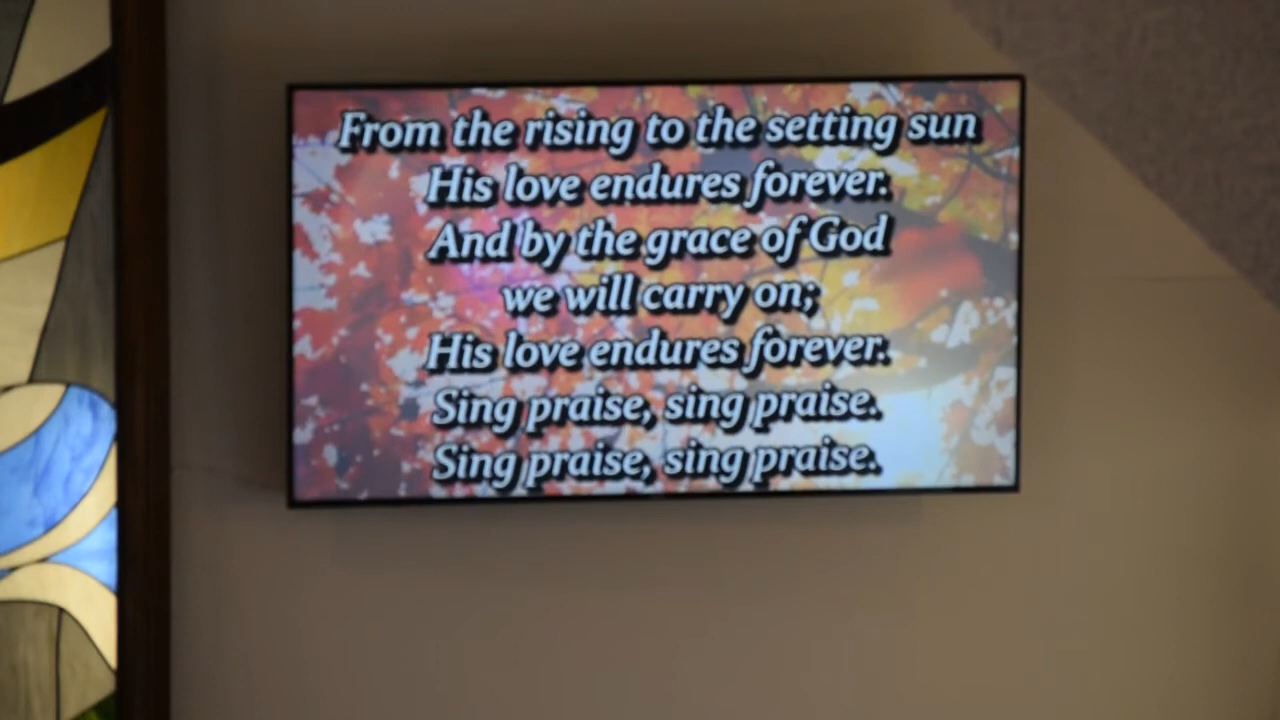 From the rising to the setting sun
His love endures forever.
And by the grace of God
we will carry on;
His love endures forever.
Sing praise, sing praise.
Sing praise, sing praise.